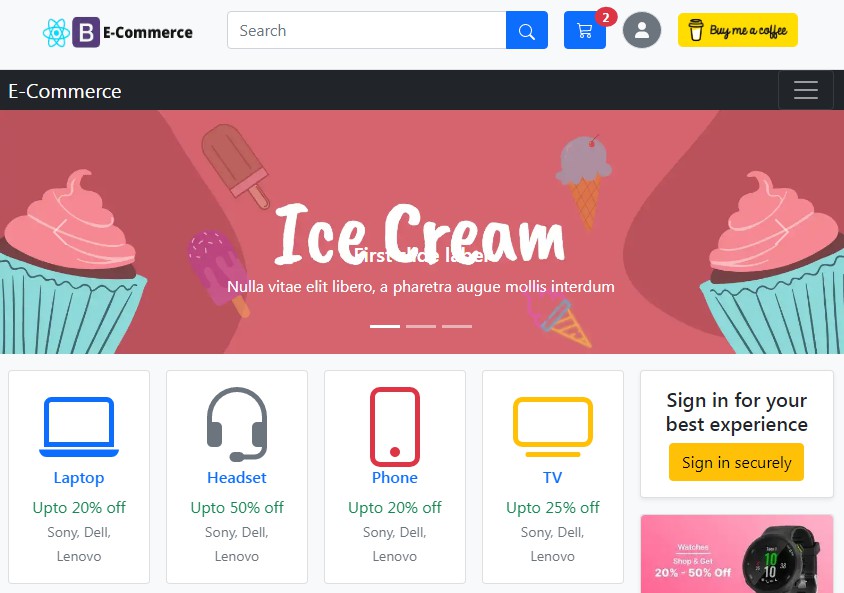 B E-Commerce
Search
2
Buy me a coffee
E-Commerce
Ice Cream
First slide label
Nulla vitae elit libero, a pharetra augue mollis interdum
Laptop
Upto 20% off
Sony, Dell,
Lenovo
Headset
Upto 50% off
Sony, Dell,
Lenovo
Phone
Upto 20% off
Sony, Dell,
Lenovo
TV
Upto 25% off
Sony, Dell,
Lenovo
Sign in for your
best experience
Sign in securely
Watches
Shop & Get
20% - 50% Off
10
10